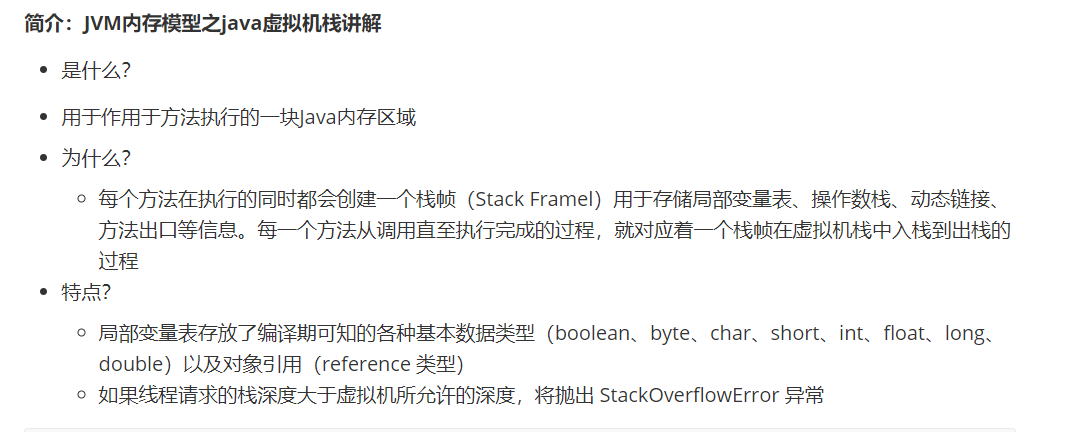 简介：JVM内存模型之java虚拟机栈讲解
是什么？
用于作用于方法执行的一块Java内存区域
为什么？
每个方法在执行的同时都会创建一个栈帧（Stack Framel）用于存储局部变量表、操作数栈、动态链接、
方法出口等信息。每一个方法从调用直至执行完成的过程，就对应着一个栈帧在虚拟机栈中入栈到出栈的
过程
特点？
局部变量表存放了编译期可知的各种基本数据类型（boolean、byte、char、short、int、float、long、
double）以及对象引用（reference 类型）
如果线程请求的栈深度大于虚拟机所允许的深度，将抛出 StackOverflowError 异常